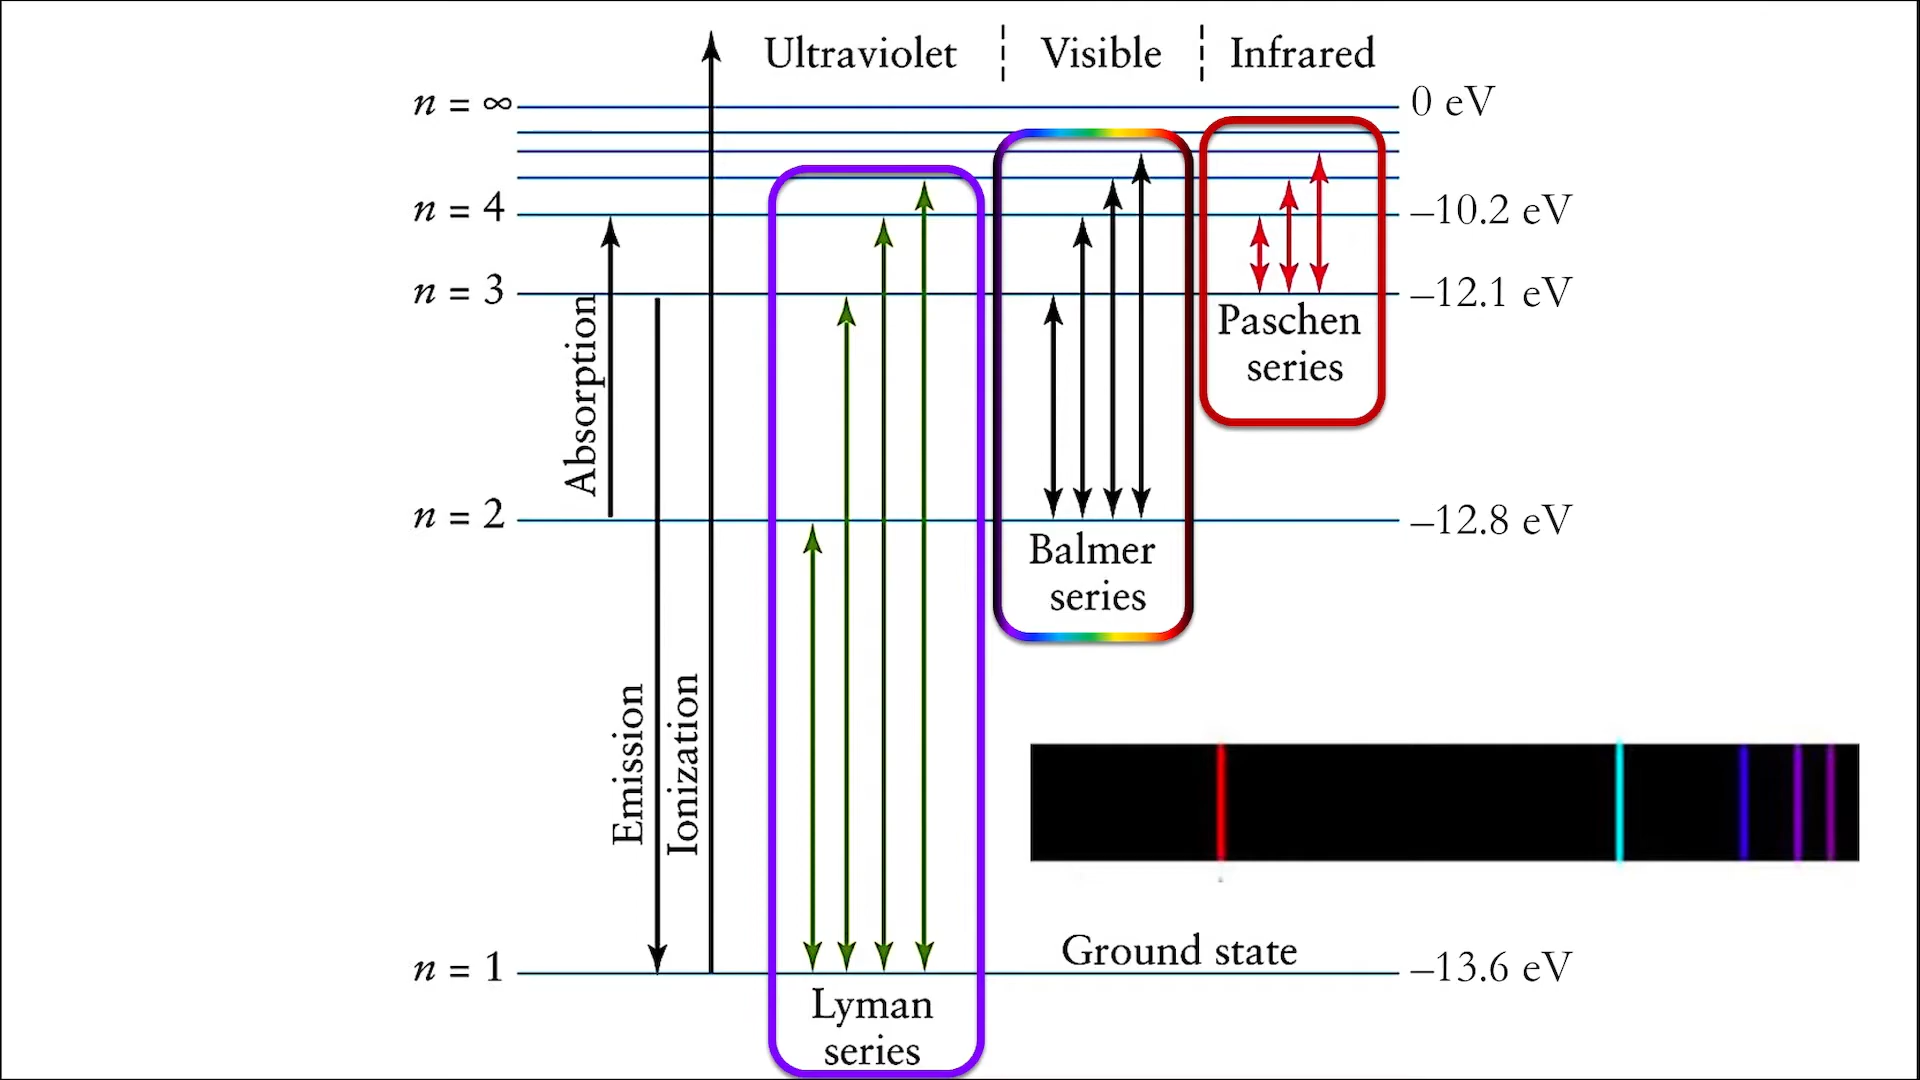 Ultraviolet
Visible
Infrared
n = ∞
0 eV
n = 4
–10.2 eV
n = 3
–12.1 eV
Paschen
series
Absorption
n = 2
–12.8 eV
Balmer
series
Emission
Ionization
Ground state
n = 1
–13.6 eV
Lyman
series